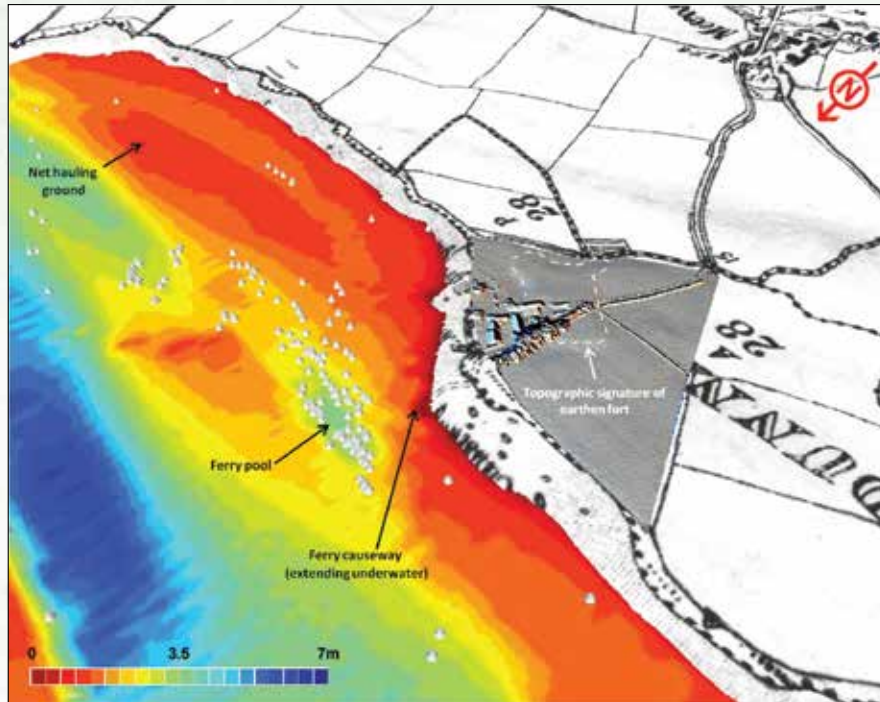 N
Net hauling
ground
28
Topographic signature of
earthen fort
28
Ferry pool
DUNM
Ferry causeway
(extending underwater)
0 3.5 7m